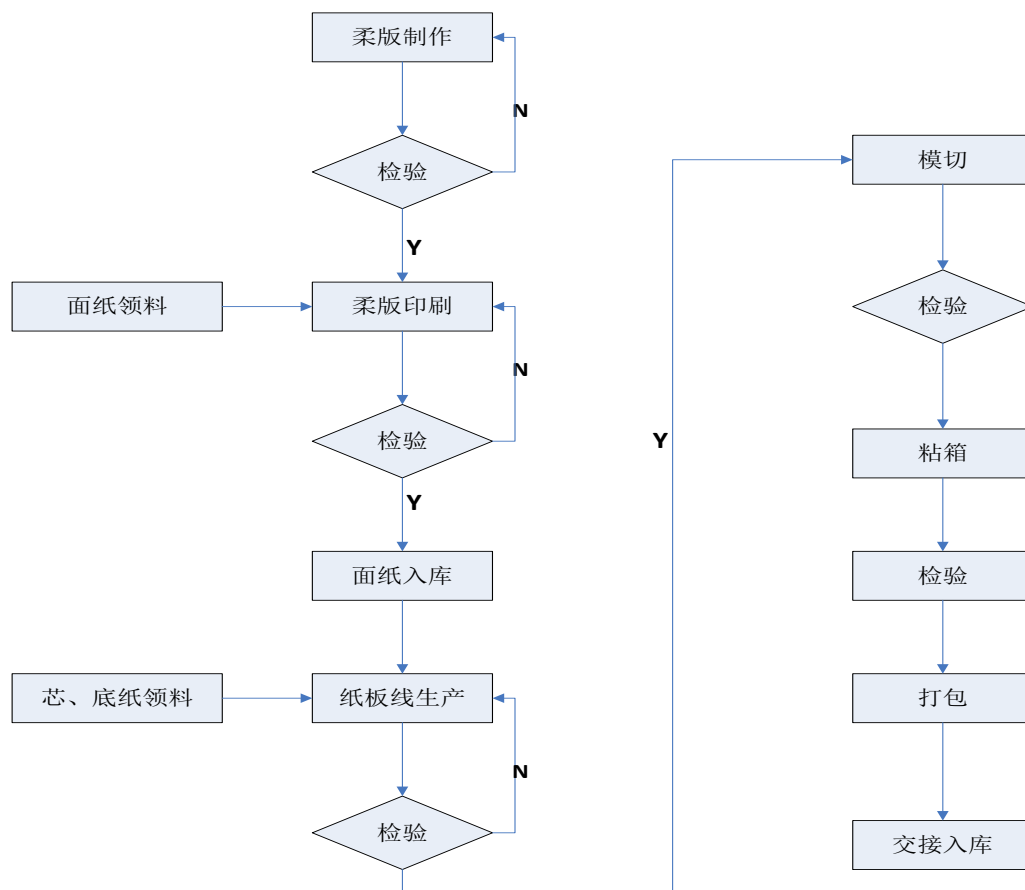 柔版制作
N
检验
Y
面纸领料
柔版印刷
N
检验
Y
面纸入库
芯、底纸领料
纸板线生产
N
检验
Y
模切
检验
粘箱
检验
打包
交接入库